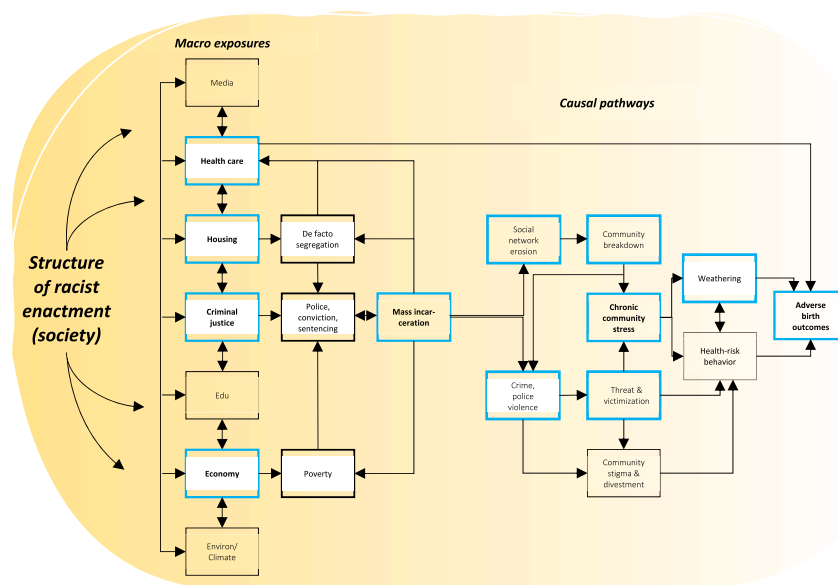 Macro exposures
Causal pathways
Structure
of racist
enactment
(society)
Media
Health care
Housing
Criminal
justice
Edu
Economy
Environ/
Climate
De facto
segregation
Police,
conviction,
sentencing
Poverty
Mass incar-
ceration
Social
network
erosion
Community
breakdown
Crime,
police
violence
Chronic
community
stress
Threat &
victimization
Community
stigma &
divestment
Weathering
Health-risk
behavior
Adverse
birth
outcomes